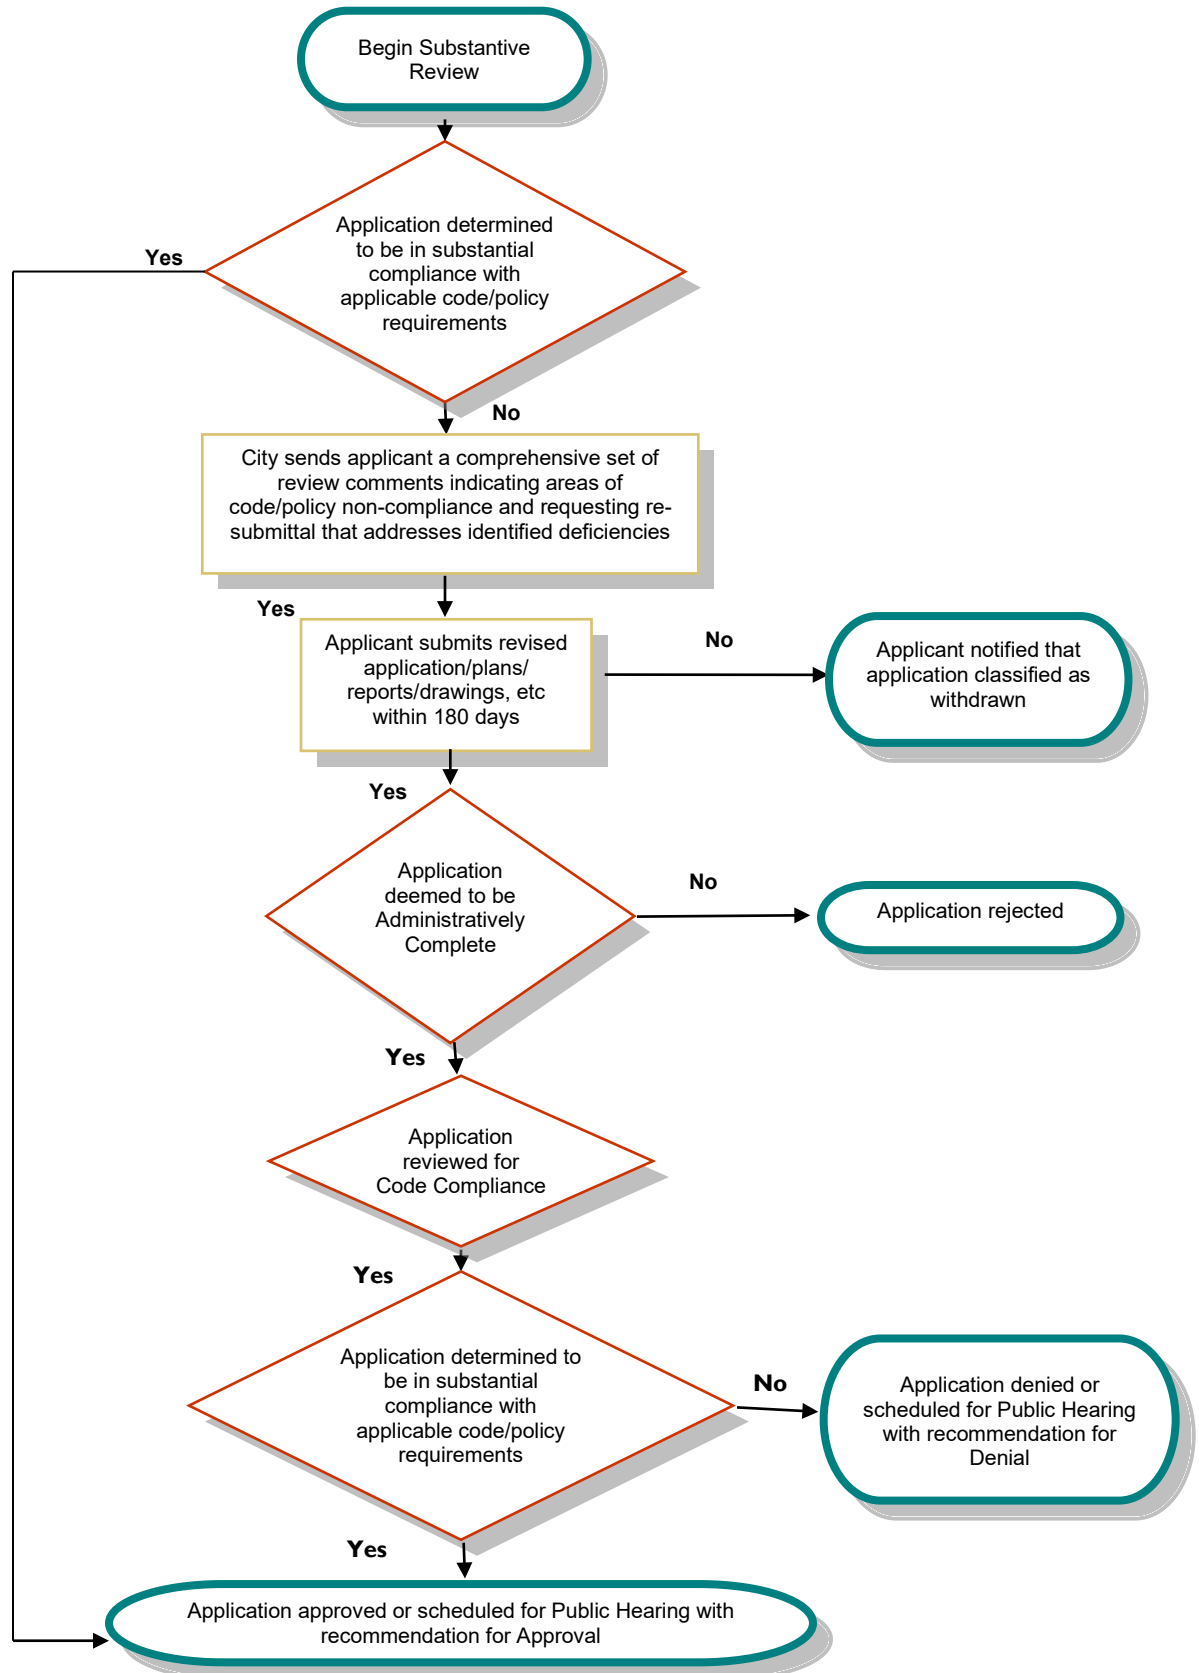 Begin Substantive
Review
Application determined
to be in substantial
compliance with
applicable code/policy
requirements
Yes
No
City sends applicant a comprehensive set of
review comments indicating areas of
code/policy non-compliance and requesting re-
submittal that addresses identified deficiencies
Yes
Applicant submits revised
application/plans/
reports/drawings, etc
within 180 days
No
Applicant notified that
application classified as
withdrawn
Yes
Application
deemed to be
Administratively
Complete
No
Application rejected
Yes
Application
reviewed for
Code Compliance
Yes
Application determined to
be in substantial
compliance with
applicable code/policy
requirements
No
Application denied or
scheduled for Public Hearing
with recommendation for
Denial
Yes
Application approved or scheduled for Public Hearing with
recommendation for Approval